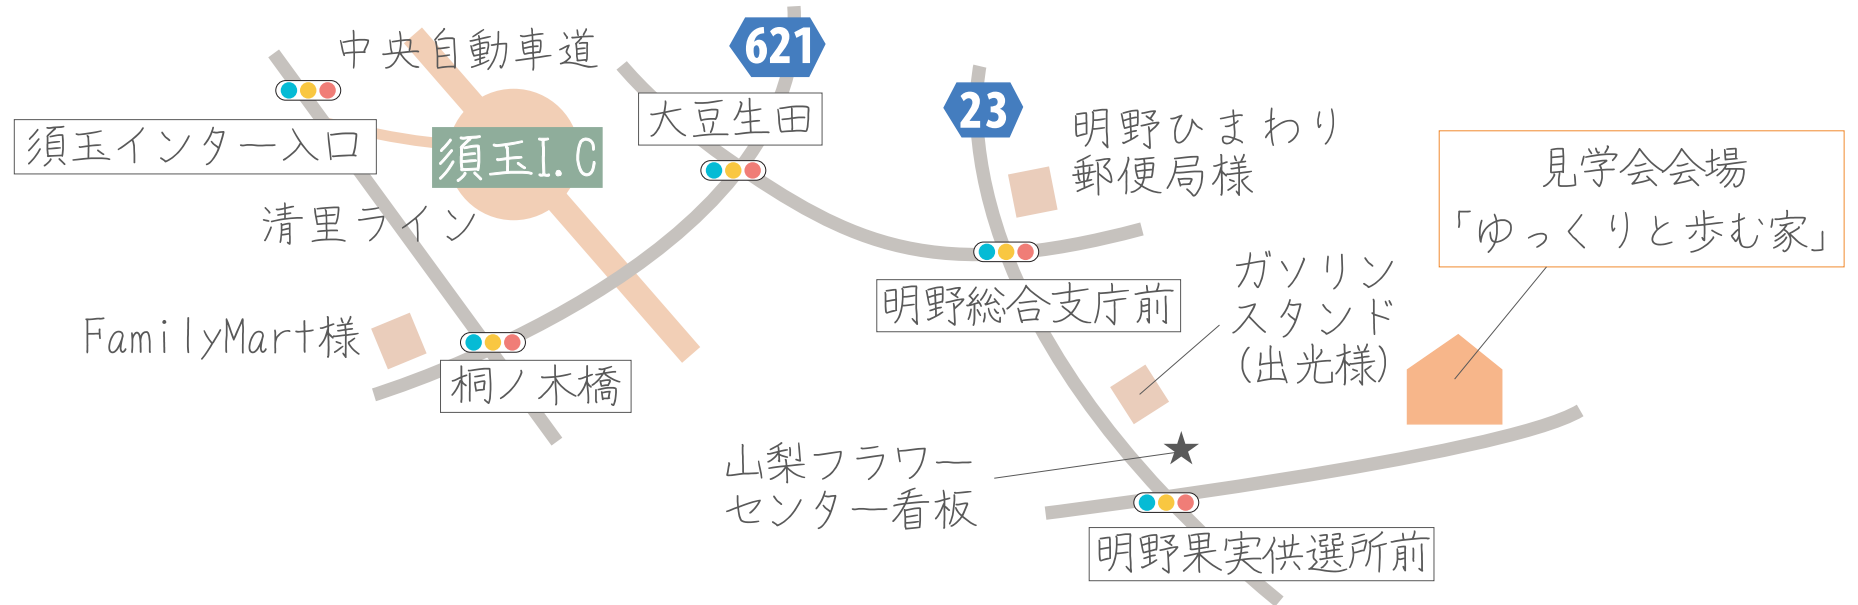 中央自動車道
621
須玉インター入口
須玉I.C
大豆生田
23
明野ひまわり
郵便局様
見学会会場
「ゆっくりと歩む家」
清里ライン
ガソリン
スタンド
(出光様)
明野総合支庁前
FamilyMart様
桐ノ木橋
山梨フラワー
センター看板
明野果実供選所前